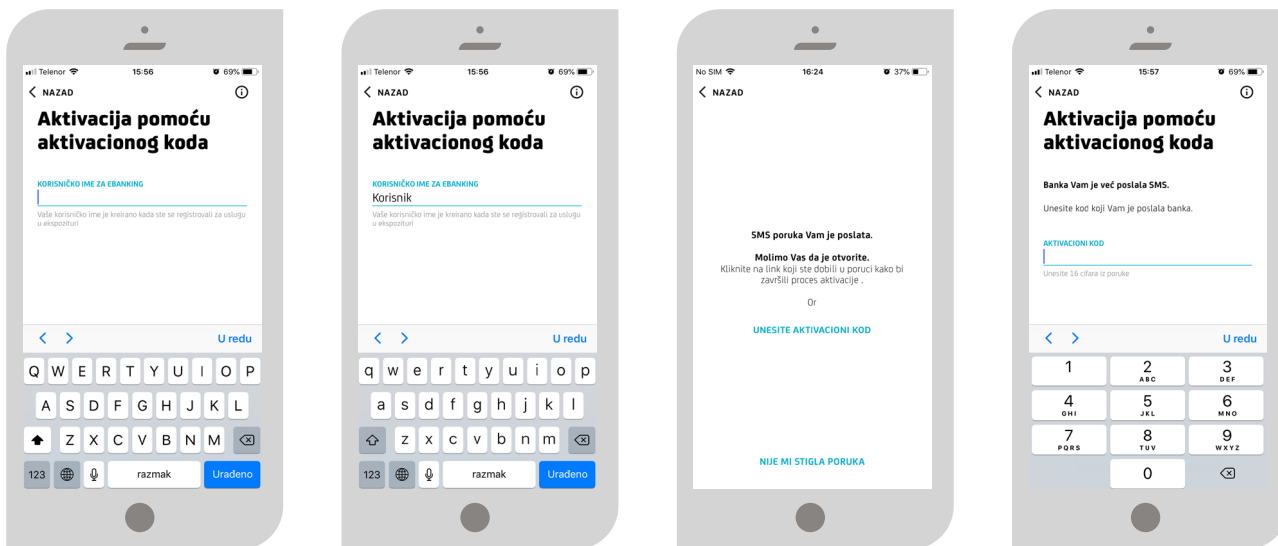 Telenor 15:56 69%
NAZAD
Aktivacija pomoću
aktivacionog koda
KORISNIČKO IME ZA EBANKING
Vaše korisničko ime je kreirano kada ste se registrovali za uslugu
u ekspozituri
U redu
Q W E R T Y U I O P
A S D F G H J K L
Z X C V B N M
123 razmak Urađeno
Telenor 15:56 69%
NAZAD
Aktivacija pomoću
aktivacionog koda
KORISNIČKO IME ZA EBANKING
Korisnik
Vaše korisničko ime je kreirano kada ste se registrovali za uslugu
u ekspozituri
U redu
q w e r t y u i o p
a s d f g h j k l
z x c v b n m
123 razmak Urađeno
No SIM 16:24 37%
NAZAD
SMS poruka Vam je poslata.
Molimo Vas da je otvorite.
Kliknite na link koji ste dobili u poruci kako bi
završili proces aktivacije .
Or
UNESITE AKTIVACIONI KOD
NIJE MI STIGLA PORUKA
Telenor 15:57 69%
NAZAD
Aktivacija pomoću
aktivacionog koda
Banka Vam je već poslala SMS.
Unesite kod koji Vam je poslala banka.
AKTIVACIONI KOD
Unesite 16 cifara iz poruke
U redu
1 2 3
ABC DEF
4 5 6
GHI JKL MNO
7 8 9
PQRS TUV WXYZ
0